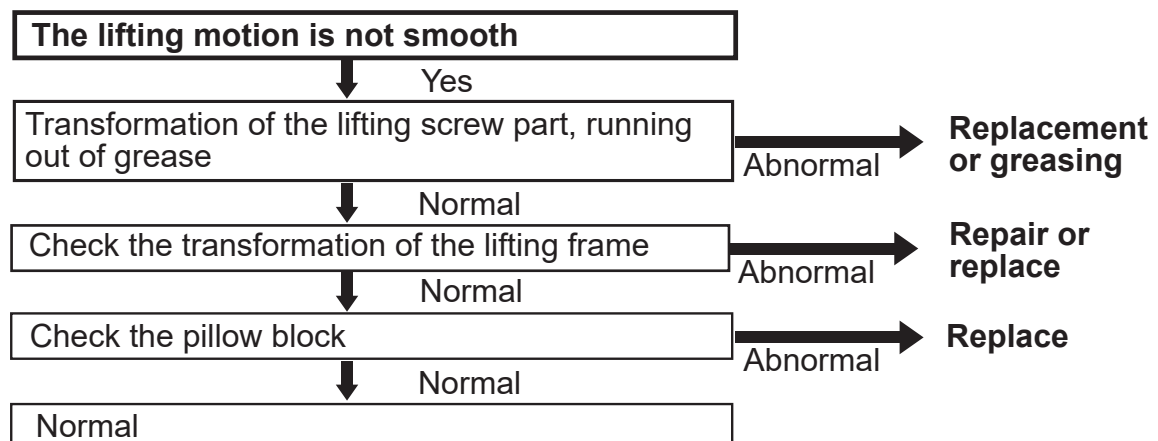 The lifting motion is not smooth
Yes
Transformation of the lifting screw part, running
out of grease
Abnormal
Replacement
or greasing
Normal
Check the transformation of the lifting frame
Abnormal
Repair or
replace
Normal
Check the pillow block
Abnormal
Replace
Normal
Normal